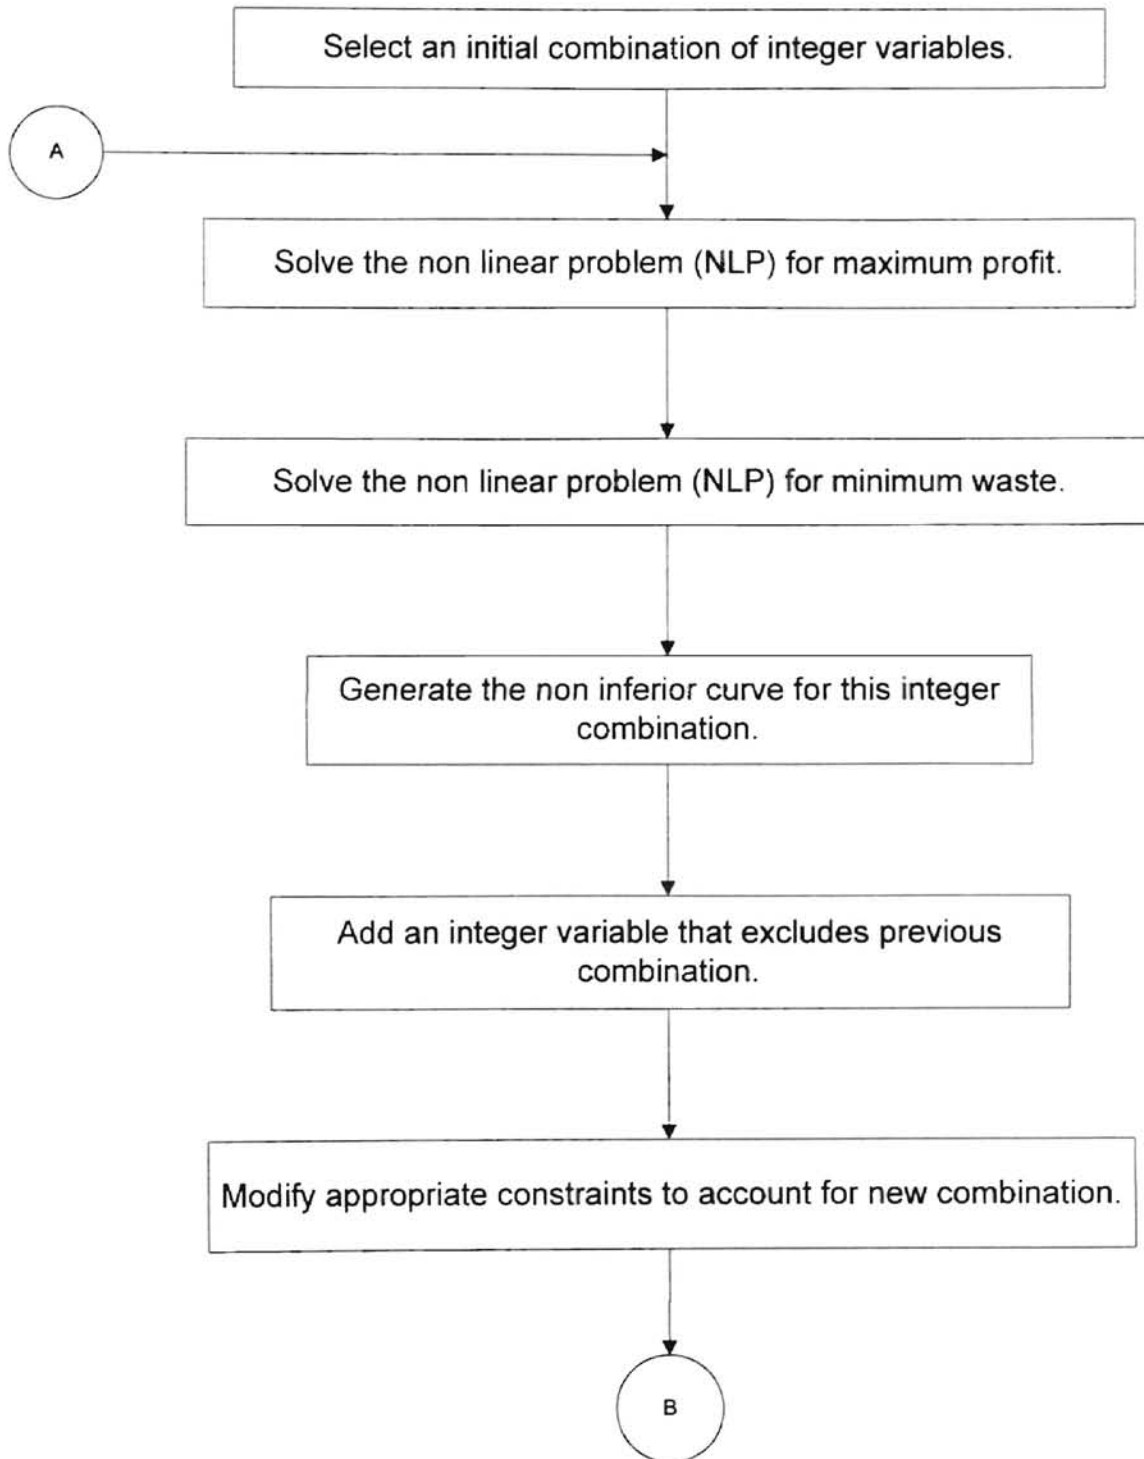 Select an initial combination of integer variables.
A
Solve the non linear problem (NLP) for maximum profit.
Solve the non linear problem (NLP) for minimum waste.
Generate the non inferior curve for this integer
combination.
Add an integer variable that excludes previous
combination.
Modify appropriate constraints to account for new combination.
B